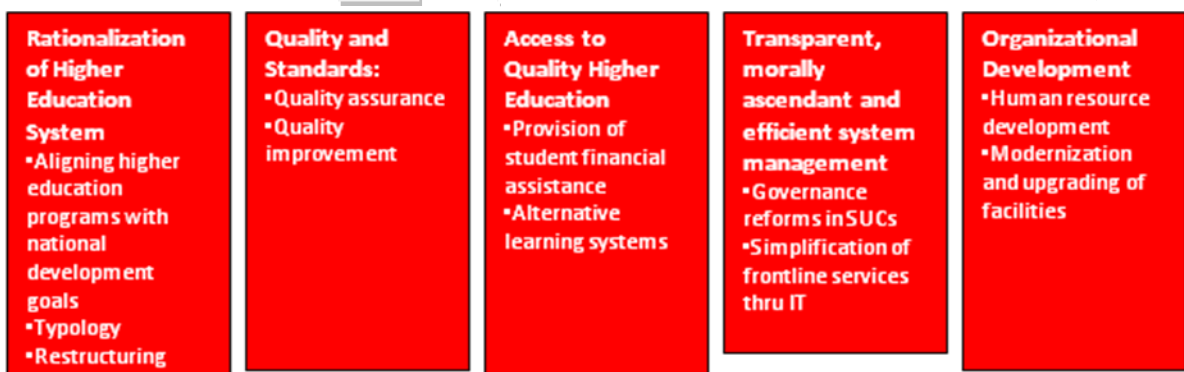 Rationalization
of Higher
Education
System
▪Aligning higher
education
programs with
national
development
goals
▪Typology
▪Restructuring
Quality and
Standards:
▪Quality assurance
▪Quality
improvement
Access to
Quality Higher
Education
▪Provision of
student financial
assistance
▪Alternative
learning systems
Transparent,
morally
ascendant and
efficient system
management
▪Governance
reforms in SUCs
▪Simplification of
frontline services
thru IT
Organizational
Development
▪Human resource
development
▪Modernization
and upgrading of
facilities